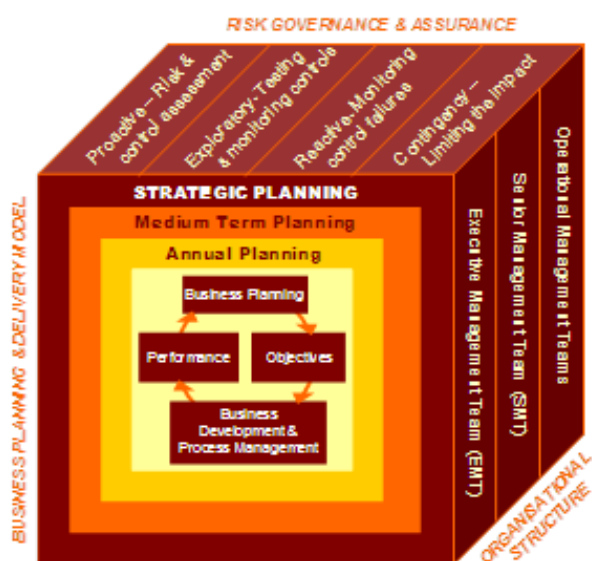 RISK GOVERNANCE & ASSURANCE
Proactive – Risk &
control assessment
Exploratory- Testing
& monitoring controls
Reactive- Monitoring
control failures
Contingency –
Limiting the impact
BUSINESS PLANNING & DELIVERY MODEL
STRATEGIC PLANNING
Medium Term Planning
Annual Planning
Business Planning
Performance
Objectives
Business
Development &
Process Management
Executive Management Team (EMT)
Senior Management Team (SMT)
Operational Management Teams
ORGANISATIONAL
STRUCTURE